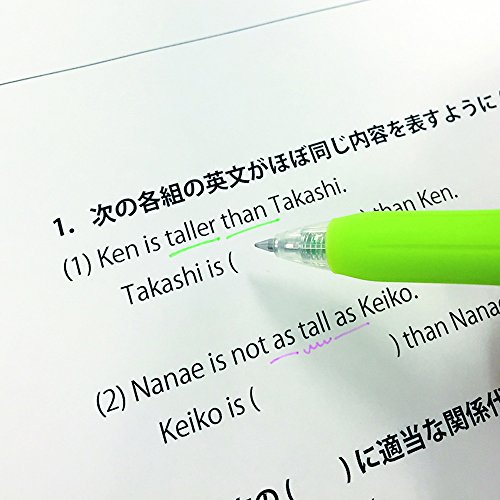 1. 次の各組の英文がほぼ同じ内容を表すように
(1) Ken is taller than Takashi.
Takashi is ( ) than Ken.
(2) Nanae is not as tall as Keiko.
Keiko is ( ) than Nanae
の( )に適当な関係代